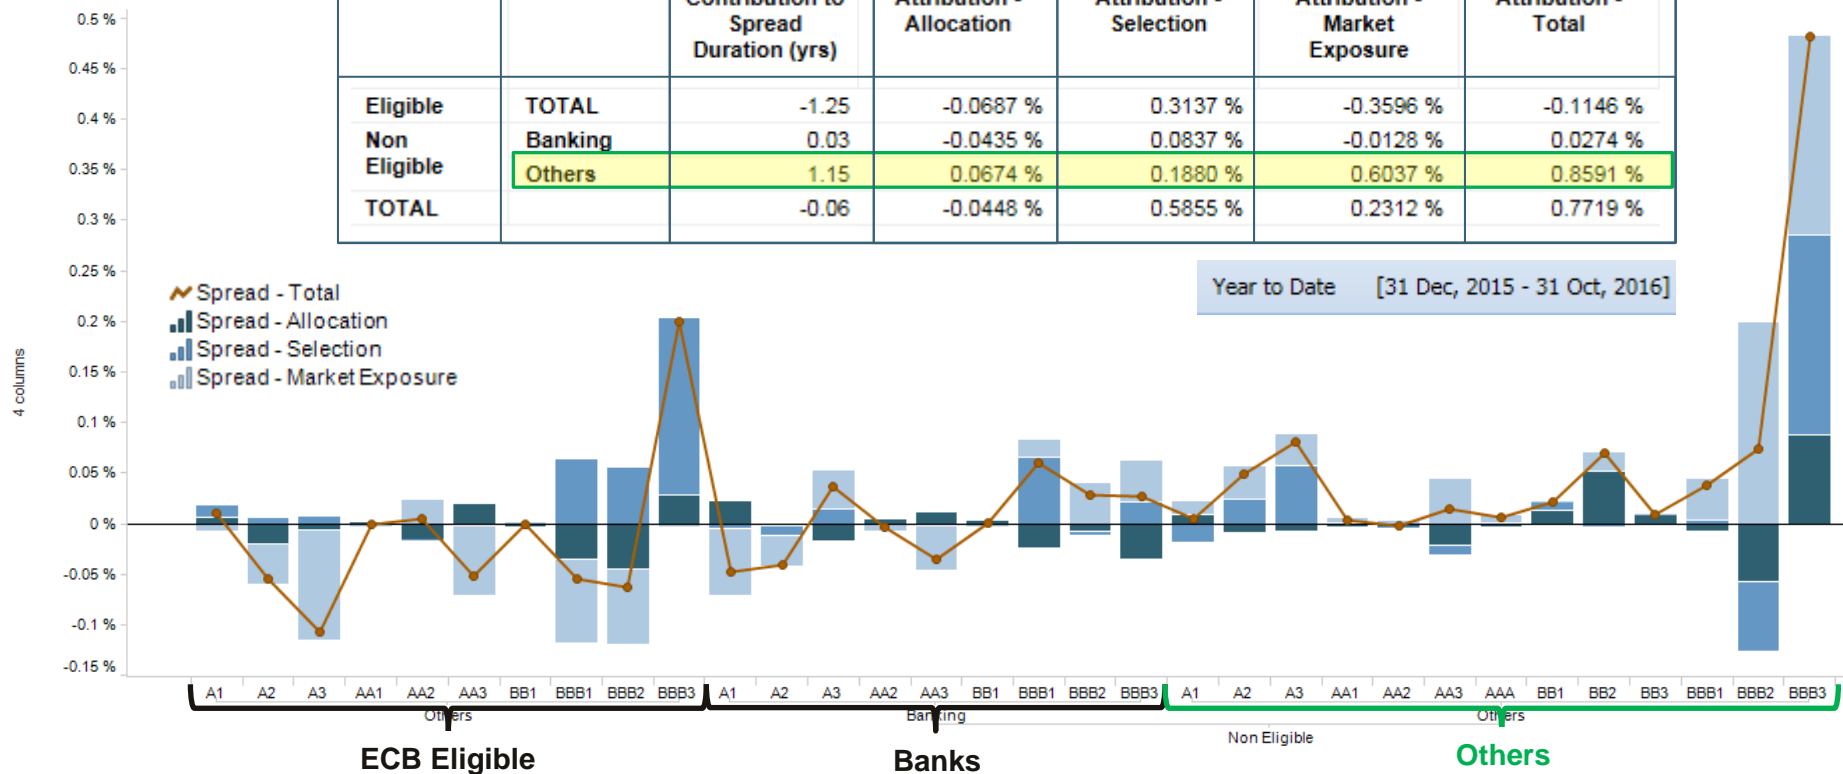 Contribution to Attribution - Attribution - Attribution - Attribution -
Spread Allocation Selection Market Total
Duration (yrs) Exposure
Eligible TOTAL -1.25 -0.0687 % 0.3137 % -0.3596 % -0.1146 %
Non Banking 0.03 -0.0435 % 0.0837 % -0.0128 % 0.0274 %
Eligible Others 1.15 0.0674 % 0.1880 % 0.6037 % 0.8591 %
TOTAL -0.06 -0.0448 % 0.5855 % 0.2312 % 0.7719 %
Year to Date [31 Dec, 2015 - 31 Oct, 2016]
Spread - Total
Spread - Allocation
Spread - Selection
Spread - Market Exposure
4 columns
0.5 %
0.45 %
0.4 %
0.35 %
0.3 %
0.25 %
0.2 %
0.15 %
0.1 %
0.05 %
0 %
-0.05 %
-0.1 %
-0.15 %
A1 A2 A3 AA1 AA2 AA3 BB1 BBB1 BBB2 BBB3 A1 A2 A3 AA2 AA3 BB1 BBB1 BBB2 BBB3 A1 A2 A3 AA1 AA2 AA3 AAA BB1 BB2 BB3 BBB1 BBB2 BBB3
Others Banking Others
Non Eligible
ECB Eligible Banks Others